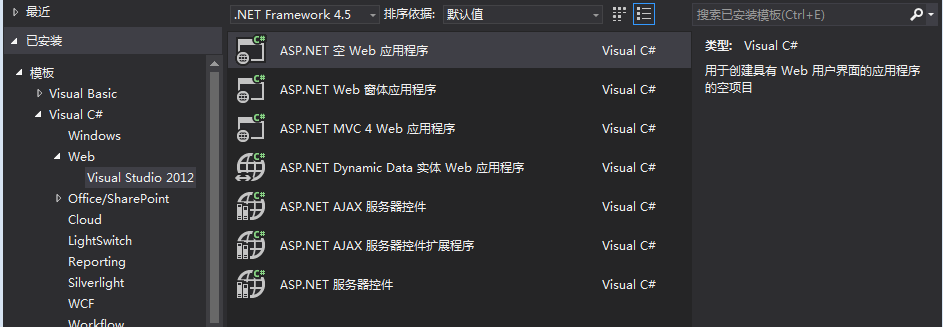 最近
已安装
模板
Visual Basic
Visual C#
Windows
Web
Visual Studio 2012
Office/SharePoint
Cloud
LightSwitch
Reporting
Silverlight
WCF
Workflow
.NET Framework 4.5 排序依据: 默认值
ASP.NET 空 Web 应用程序 Visual C#
ASP.NET Web 窗体应用程序 Visual C#
ASP.NET MVC 4 Web 应用程序 Visual C#
ASP.NET Dynamic Data 实体 Web 应用程序 Visual C#
ASP.NET AJAX 服务器控件 Visual C#
ASP.NET AJAX 服务器控件扩展程序 Visual C#
ASP.NET 服务器控件 Visual C#
搜索已安装模板(Ctrl+E)
类型: Visual C#
用于创建具有 Web 用户界面的应用程序
的空项目